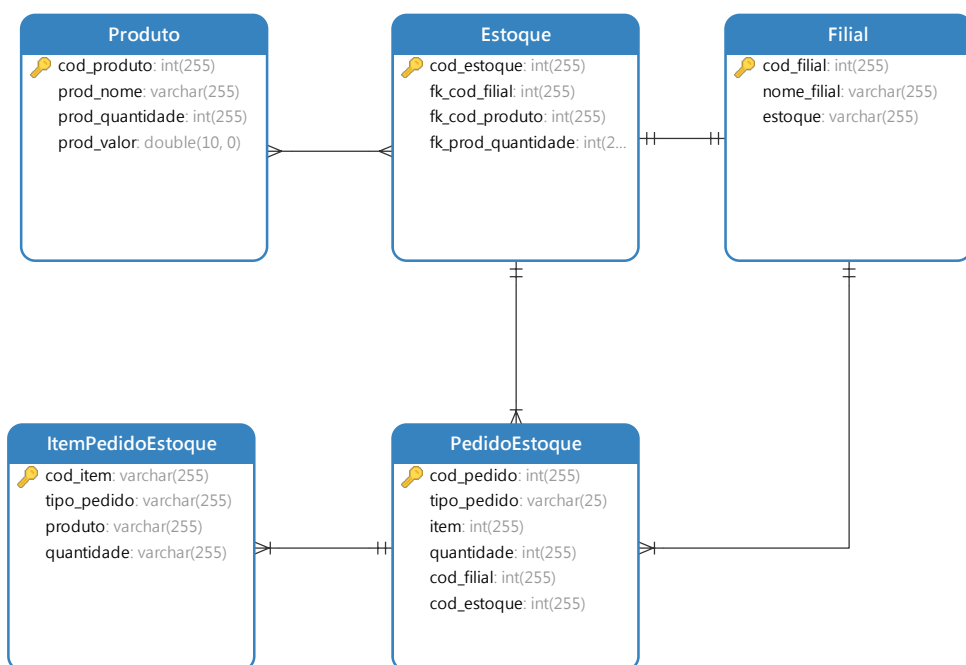 Produto
cod_produto: int(255)
prod_nome: varchar(255)
prod_quantidade: int(255)
prod_valor: double(10, 0)
Estoque
cod_estoque: int(255)
fk_cod_filial: int(255)
fk_cod_produto: int(255)
fk_prod_quantidade: int(2...
Filial
cod_filial: int(255)
nome_filial: varchar(255)
estoque: varchar(255)
ItemPedidoEstoque
cod_item: varchar(255)
tipo_pedido: varchar(255)
produto: varchar(255)
quantidade: varchar(255)
PedidoEstoque
cod_pedido: int(255)
tipo_pedido: varchar(25)
item: int(255)
quantidade: int(255)
cod_filial: int(255)
cod_estoque: int(255)